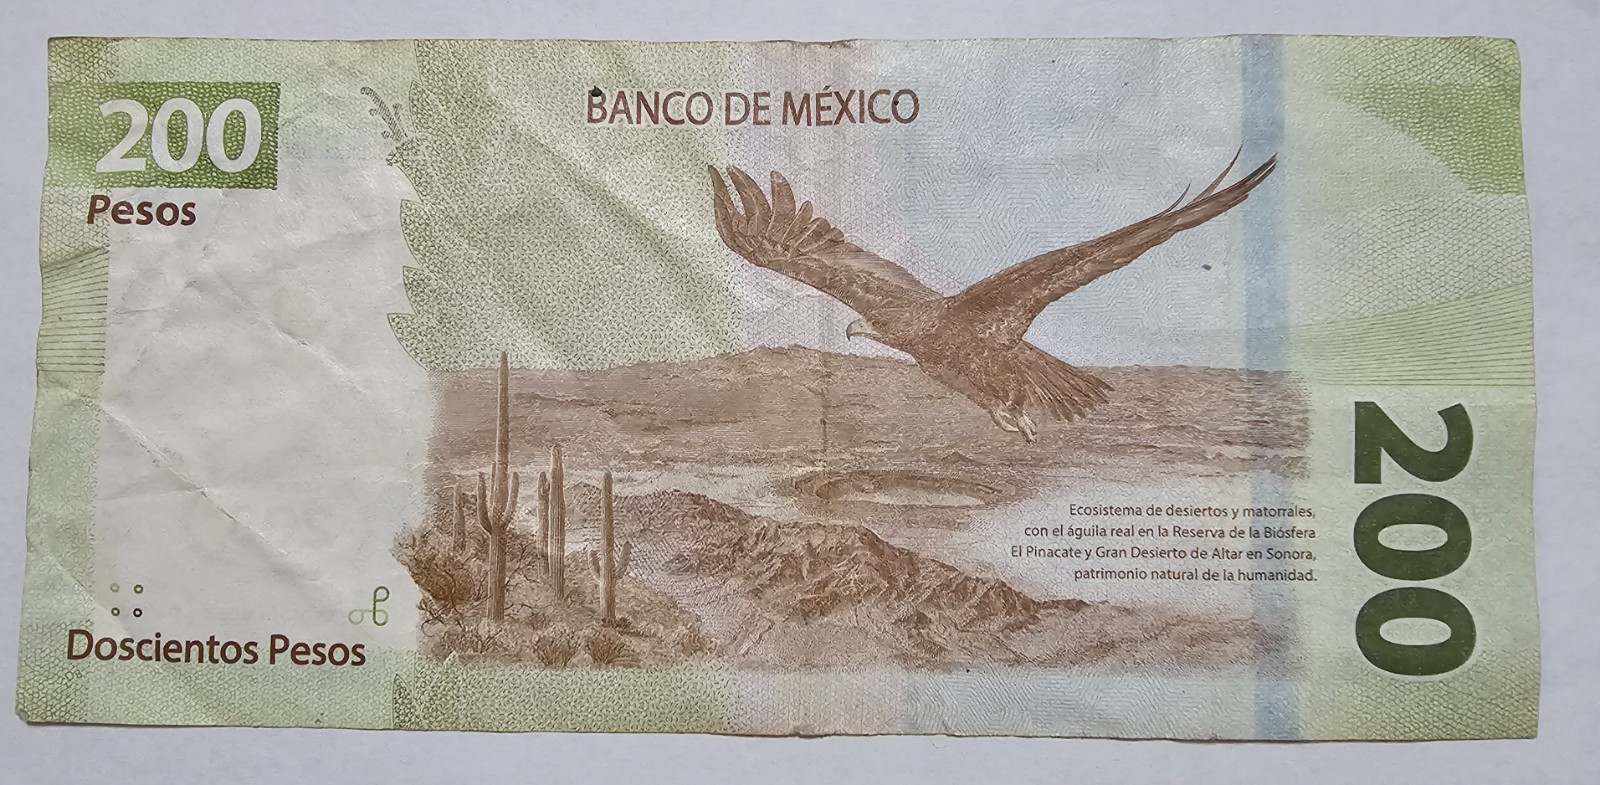 200
Pesos
BANCO DE MÉXICO
Ecosistema de desiertos y matorrales,
con el águila real en la Reserva de la Biósfera
El Pinacate y Gran Desierto de Altar en Sonora,
patrimonio natural de la humanidad.
200
Doscientos Pesos